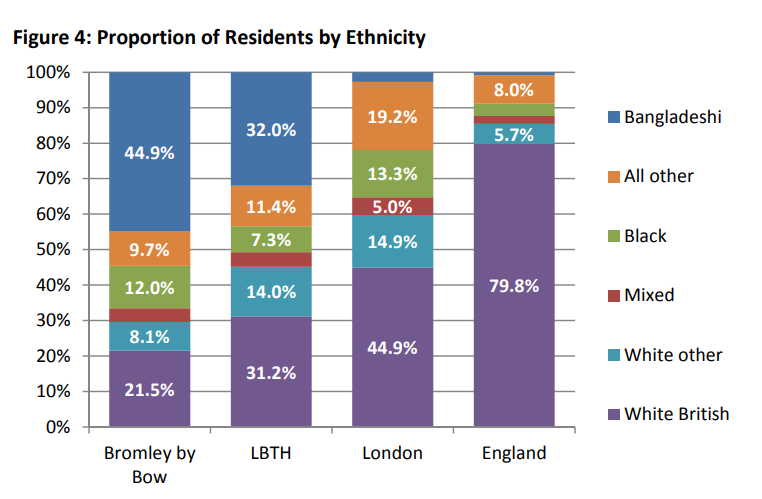 Figure 4: Proportion of Residents by Ethnicity
100%
90%
80%
70%
60%
50%
40%
30%
20%
10%
0%
44.9%
9.7%
12.0%
8.1%
21.5%
32.0%
11.4%
7.3%
14.0%
31.2%
19.2%
13.3%
5.0%
14.9%
44.9%
8.0%
5.7%
79.8%
Bromley by
Bow
LBTH
London
England
Bangladeshi
All other
Black
Mixed
White other
White British